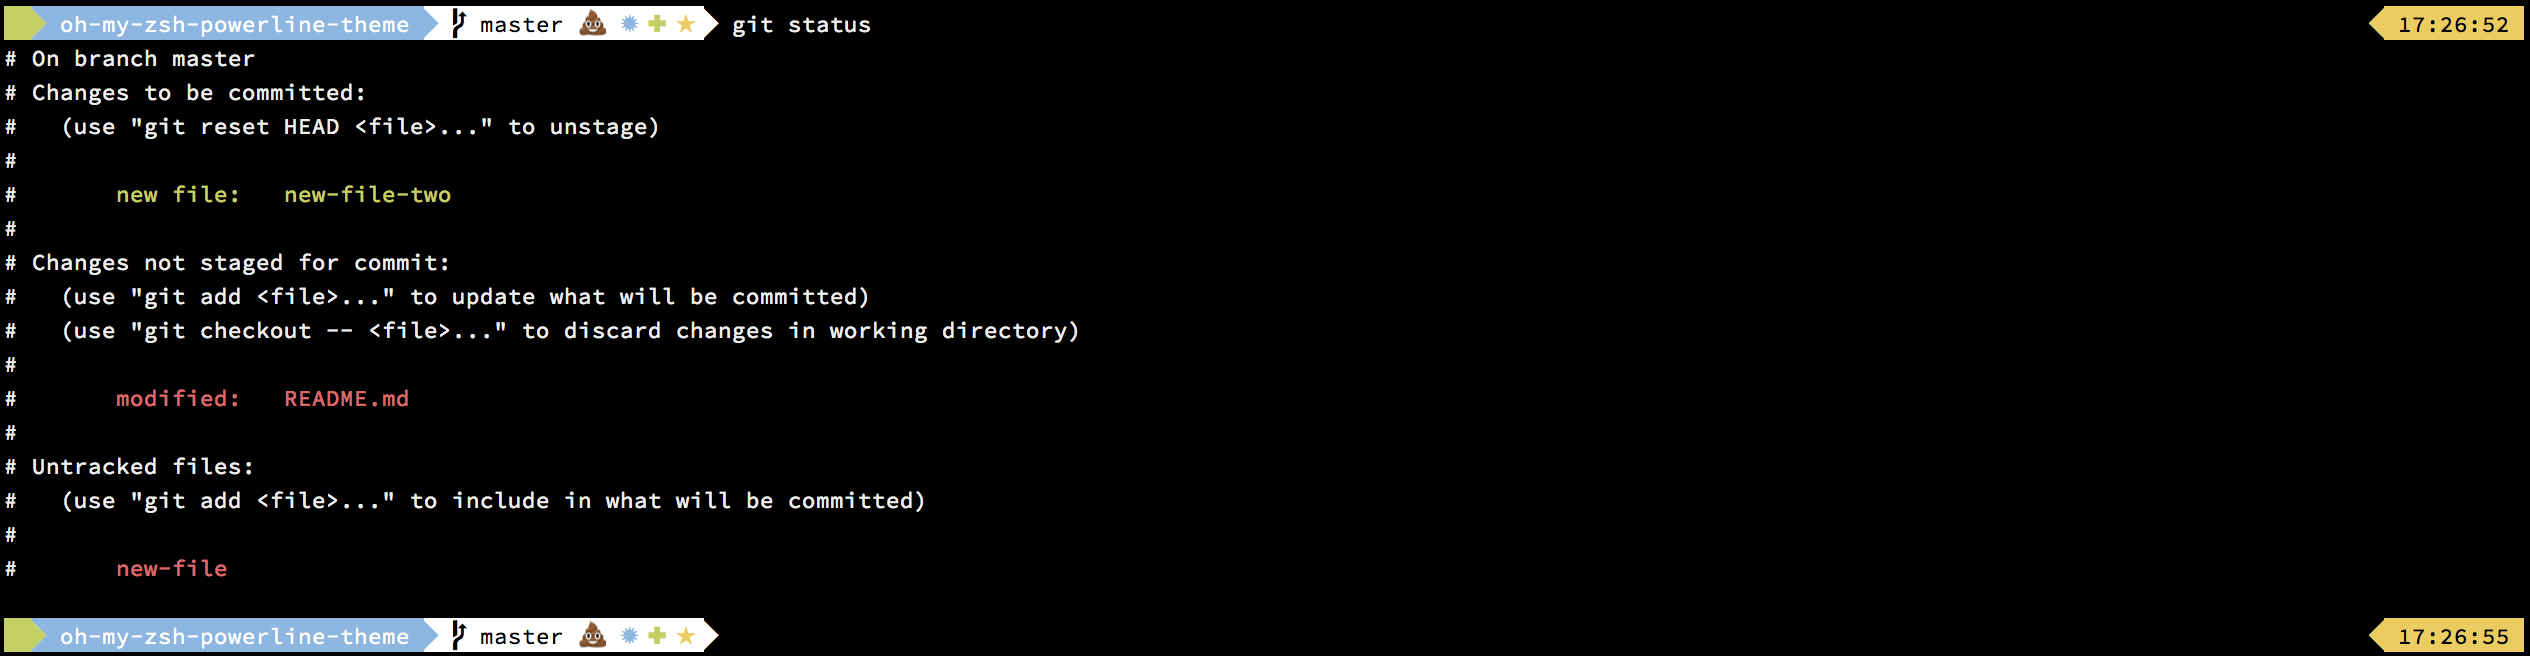 oh-my-zsh-powerline-theme master 💩 ✹ ✚ ★ git status 17:26:52
# On branch master
# Changes to be committed:
#   (use "git reset HEAD <file>..." to unstage)
#
#       new file:   new-file-two
#
# Changes not staged for commit:
#   (use "git add <file>..." to update what will be committed)
#   (use "git checkout -- <file>..." to discard changes in working directory)
#
#       modified:   README.md
#
# Untracked files:
#   (use "git add <file>..." to include in what will be committed)
#
#       new-file
oh-my-zsh-powerline-theme master 💩 ✹ ✚ ★ 17:26:55